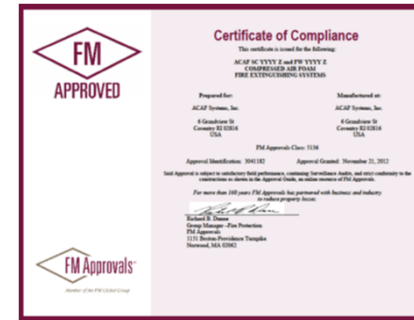 FM
APPROVED
Certificate of Compliance
This certificate is issued for the following:
ACAF SC YYYY Z and FW YYYY Z
COMPRESSED AIR FOAM
FIRE EXTINGUISHING SYSTEMS
Prepared for:
Manufactured at:
ACAF Systems, Inc.
ACAF Systems, Inc.
6 Grandview St
Coventry RI 02816
USA
6 Grandview St
Coventry RI 02816
USA
FM Approvals Class: 5130
Approval Identification: 3041182
Approval Granted: November 21, 2012
Said Approval is subject to satisfactory field performance, continuing Surveillance Audits, and strict conformity to the
constructions as shown in the Approval Guide, an online resource of FM Approvals.
For more than 160 years FM Approvals has partnered with business and industry
to reduce property losses.
Richard B. Dunne
Group Manager - Fire Protection
FM Approvals
1151 Boston-Providence Turnpike
Norwood, MA 02062
FM Approvals
Member of the FM Global Group